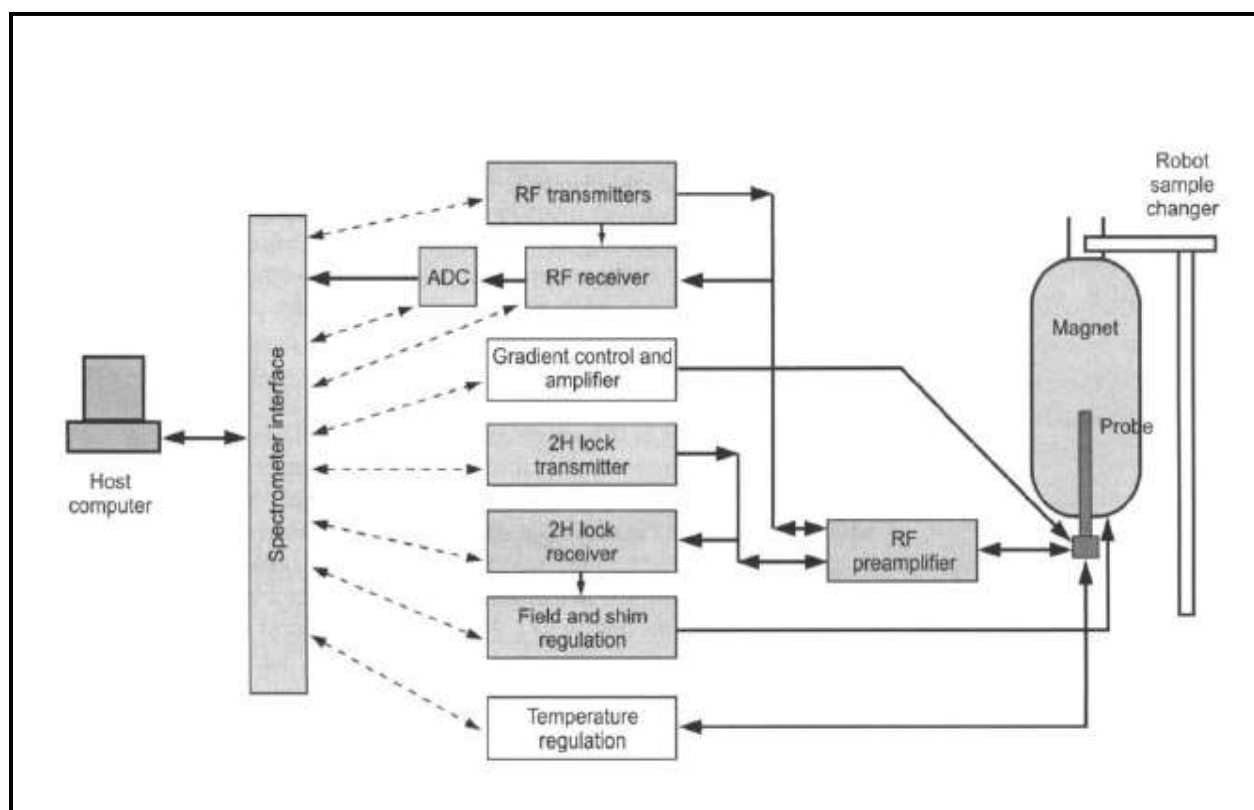 RF transmitters
Robot
sample
changer
ADC
RF receiver
Magnet
Gradient control and
amplifier
Probe
2H lock
transmitter
Host
computer
Spectrometer interface
2H lock
receiver
RF
preamplifier
Field and shim
regulation
Temperature
regulation